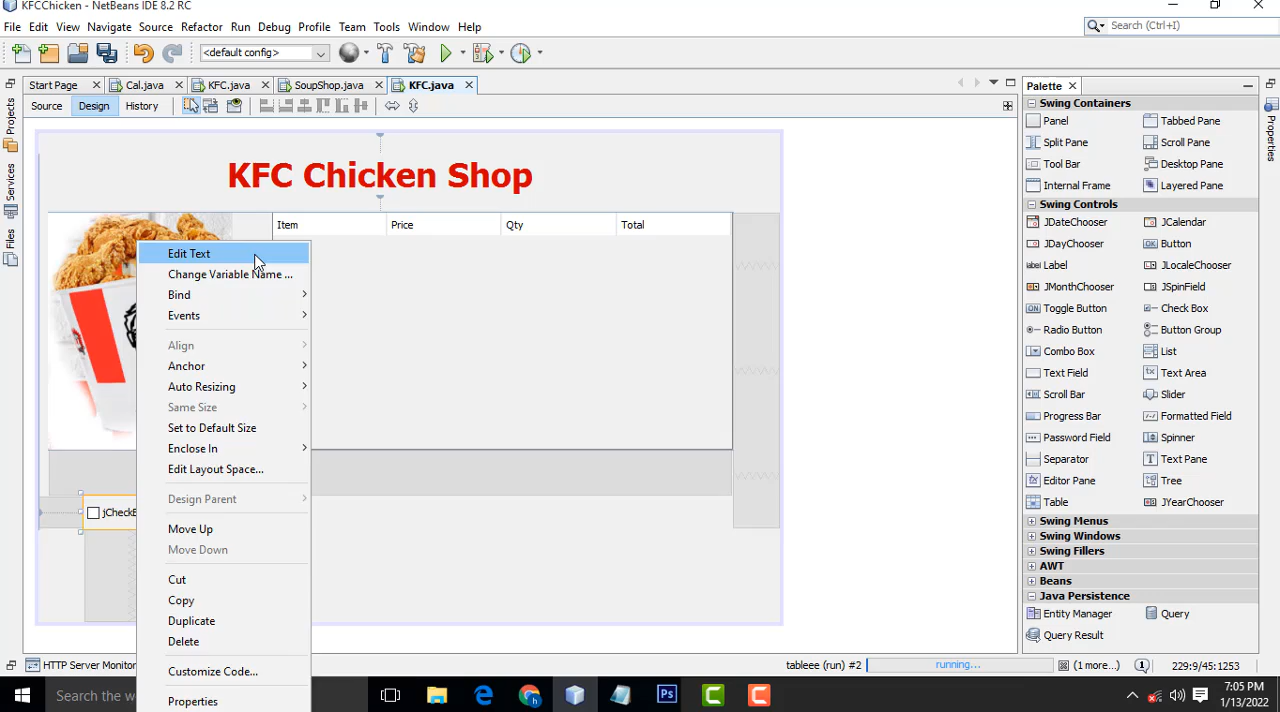 KFCChicken - NetBeans IDE 8.2 RC
File Edit View Navigate Source Refactor Run Debug Profile Team Tools Window Help
Search (Ctrl+I)
<default config>
Start Page Cal.java KFC.java SoupShop.java KFC.java
Source Design History
Projects
Services
Files
KFC Chicken Shop
Item Price Qty Total
Edit Text
Change Variable Name ...
Bind
Events
Align
Anchor
Auto Resizing
Same Size
Set to Default Size
Enclose In
Edit Layout Space...
Design Parent
Move Up
Move Down
Cut
Copy
Duplicate
Delete
Customize Code...
Properties
Palette
Swing Containers
Panel Tabbed Pane
Split Pane Scroll Pane
Tool Bar Desktop Pane
Internal Frame Layered Pane
Swing Controls
JDateChooser JCalendar
JDayChooser Button
label Label JLocaleChooser
JMonthChooser JSpinField
ON Toggle Button Check Box
Radio Button Button Group
Combo Box List
Text Field Text Area
Scroll Bar Slider
Progress Bar Formatted Field
Password Field Spinner
Separator Text Pane
Editor Pane Tree
Table JYearChooser
Swing Menus
Swing Windows
Swing Fillers
AWT
Beans
Java Persistence
Entity Manager Query
Query Result
Properties
HTTP Server Monitor
tableee (run) #2 running... (1 more...) 1 229:9/45:1253
Ps
7:05 PM
1/13/2022